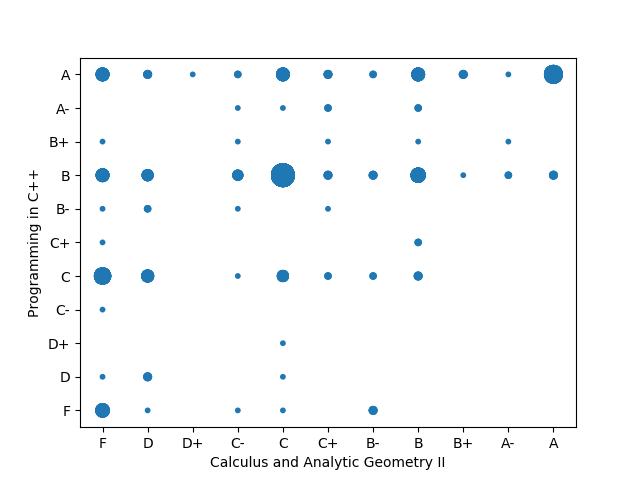 A
A-
B+
B
B-
C+
C
C-
D+
D
F
Programming in C++
F D D+ C- C C+ B- B B+ A- A
Calculus and Analytic Geometry II